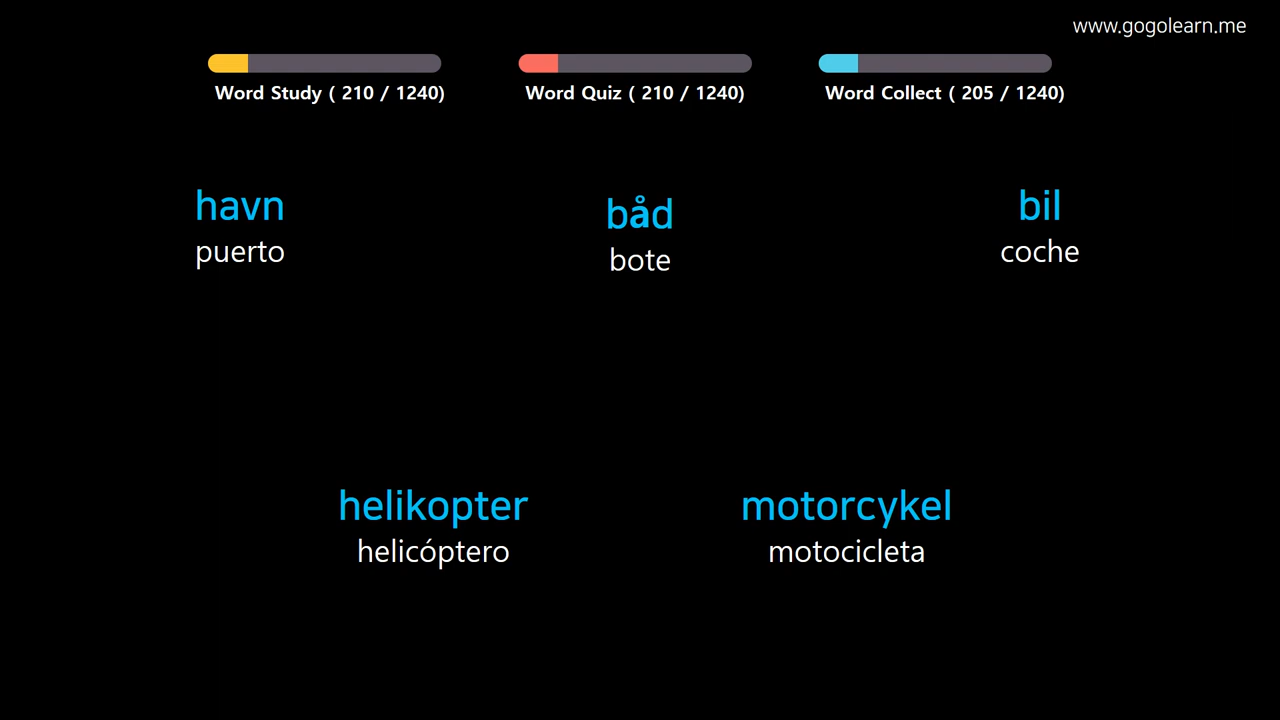 www.gogolearn.me
Word Study ( 210 / 1240)
Word Quiz ( 210 / 1240)
Word Collect ( 205 / 1240)
havn
puerto
båd
bote
bil
coche
helikopter
helicóptero
motorcykel
motocicleta